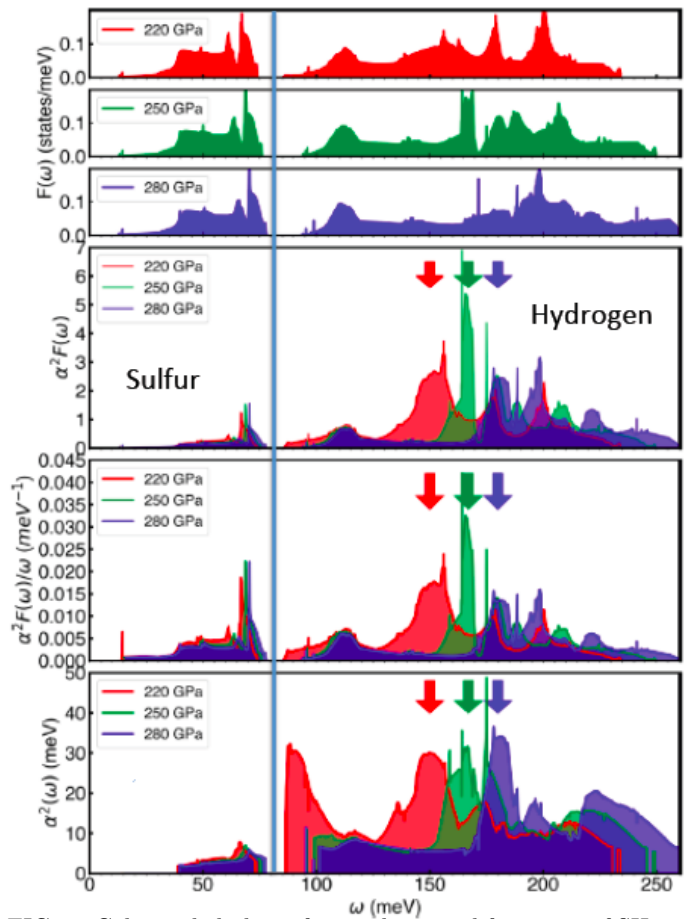 220 GPa
0.1
0.0
250 GPa
0.1
0.0
F(ω) (states/meV)
280 GPa
0.1
0.0
7
6
5
4
3
2
1
0
α²F(ω)
220 GPa
250 GPa
280 GPa
Sulfur
Hydrogen
0.045
0.040
0.035
0.030
0.025
0.020
0.015
0.010
0.005
0.000
α²F(ω)/ω (meV⁻¹)
220 GPa
250 GPa
280 GPa
50
40
30
20
10
0
α²(ω) (meV)
220 GPa
250 GPa
280 GPa
0 50 100 150 200 250
ω (meV)